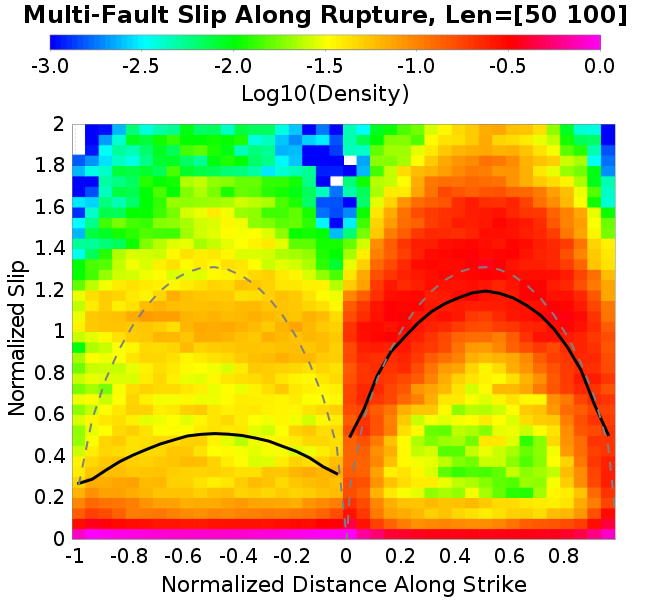 Multi-Fault Slip Along Rupture, Len=[50 100]
-3.0 -2.5 -2.0 -1.5 -1.0 -0.5 0.0
Log10(Density)
2
1.8
1.6
1.4
1.2
1
0.8
0.6
0.4
0.2
0
Normalized Slip
-1 -0.8 -0.6 -0.4 -0.2 0 0.2 0.4 0.6 0.8
Normalized Distance Along Strike